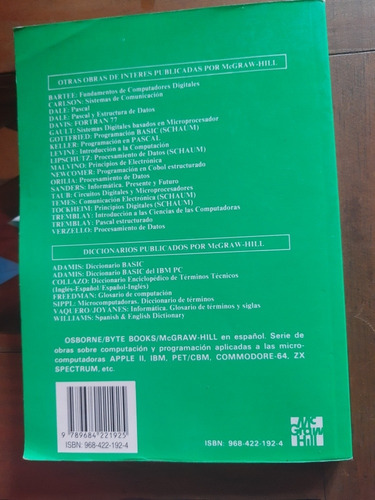 OTRAS OBRAS DE INTERES PUBLICADAS POR McGRAW-HILL
BARTEE: Fundamentos de Computadores Digitales
CARLSON: Sistemas de Comunicación
DALE: Pascal
DALE: Pascal y Estructura de Datos
DAVIS: FORTRAN 77
GAULT: Sistemas Digitales basados en Microprocesador
GOTTFRIED: Programación BASIC (SCHAUM)
KELLER: Programación en PASCAL
LEVINE: Introducción a la Computación
LIPSCHUTZ: Procesamiento de Datos (SCHAUM)
MALVINO: Principios de Electrónica
NEWCOMER: Programación en Cobol estructurado
ORILIA: Procesamiento de Datos
SANDERS: Informática. Presente y Futuro
TAUB: Circuitos Digitales y Microprocesadores
TEMES: Comunicación Electrónica (SCHAUM)
TOCKHEIM: Principios Digitales (SCHAUM)
TREMBLAY: Introducción a las Ciencias de las Computadoras
TREMBLAY: Pascal estructurado
VERZELLO: Procesamiento de Datos
DICCIONARIOS PUBLICADOS POR McGRAW-HILL
ADAMIS: Diccionario BASIC
ADAMIS: Diccionario BASIC del IBM PC
COLLAZO: Diccionario Enciclopédico de Términos Técnicos
(Ingles-Español/Español-Inglés)
FREEDMAN: Glosario de computación
SIPPL: Microcomputadoras. Diccionario de términos
VAQUERO-JOYANES: Informática. Glosario de términos y siglas
WILLIAMS: Spanish & English Dictionary
OSBORNE/BYTE BOOKS/McGRAW-HILL en español. Serie de
obras sobre computación y programación aplicadas a las micro-
computadoras APPLE II, IBM, PET/CBM, COMMODORE-64, ZX
SPECTRUM, etc.
9 789684 221925
ISBN: 968-422-192-4
Mc
Graw
Hill
ISBN: 968-422-192-4